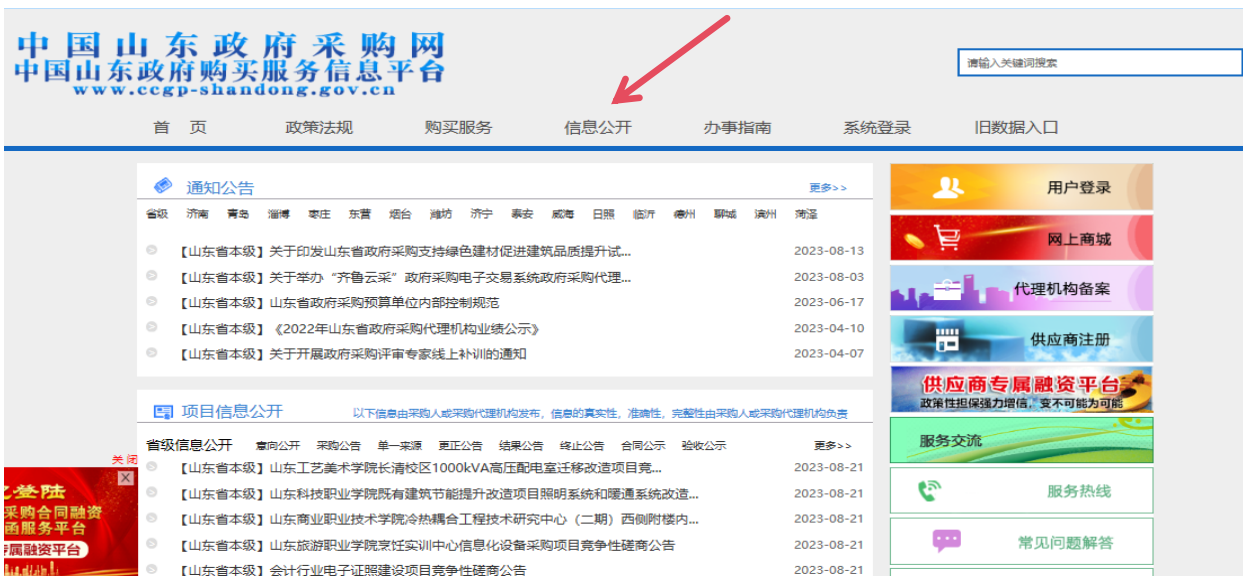 中国山东政府采购网
中国山东政府购买服务信息平台
www.ccgp-shandong.gov.cn
请输入关键词搜索
首 页 政策法规 购买服务 信息公开 办事指南 系统登录 旧数据入口
通知公告 更多>>
省级 济南 青岛 淄博 枣庄 东营 烟台 潍坊 济宁 泰安 威海 日照 临沂 德州 聊城 滨州 菏泽
【山东省本级】关于印发山东省政府采购支持绿色建材促进建筑品质提升试... 2023-08-13
【山东省本级】关于举办“齐鲁云采”政府采购电子交易系统政府采购代理... 2023-08-03
【山东省本级】山东省政府采购预算单位内部控制规范 2023-06-17
【山东省本级】《2022年山东省政府采购代理机构业绩公示》 2023-04-10
【山东省本级】关于开展政府采购评审专家线上补训的通知 2023-04-07
项目信息公开 以下信息由采购人或采购代理机构发布，信息的真实性，准确性，完整性由采购人或采购代理机构负责
省级信息公开 意向公开 采购公告 单一来源 更正公告 结果公告 终止公告 合同公示 验收公示 更多>>
【山东省本级】山东工艺美术学院长清校区1000kVA高压配电室迁移改造项目竞... 2023-08-21
【山东省本级】山东科技职业学院既有建筑节能提升改造项目照明系统和暖通系统改造... 2023-08-21
【山东省本级】山东商业职业技术学院冷热耦合工程技术研究中心（二期）西侧附楼内... 2023-08-21
【山东省本级】山东旅游职业学院烹饪实训中心信息化设备采购项目竞争性磋商公告 2023-08-21
【山东省本级】会计行业电子证照建设项目竞争性磋商公告 2023-08-21
用户登录
网上商城
代理机构备案
供应商注册
供应商专属融资平台
政策性担保强力增信，变不可能为可能
服务交流
服务热线
常见问题解答
关闭
登陆
采购合同融资
函服务平台
属融资平台